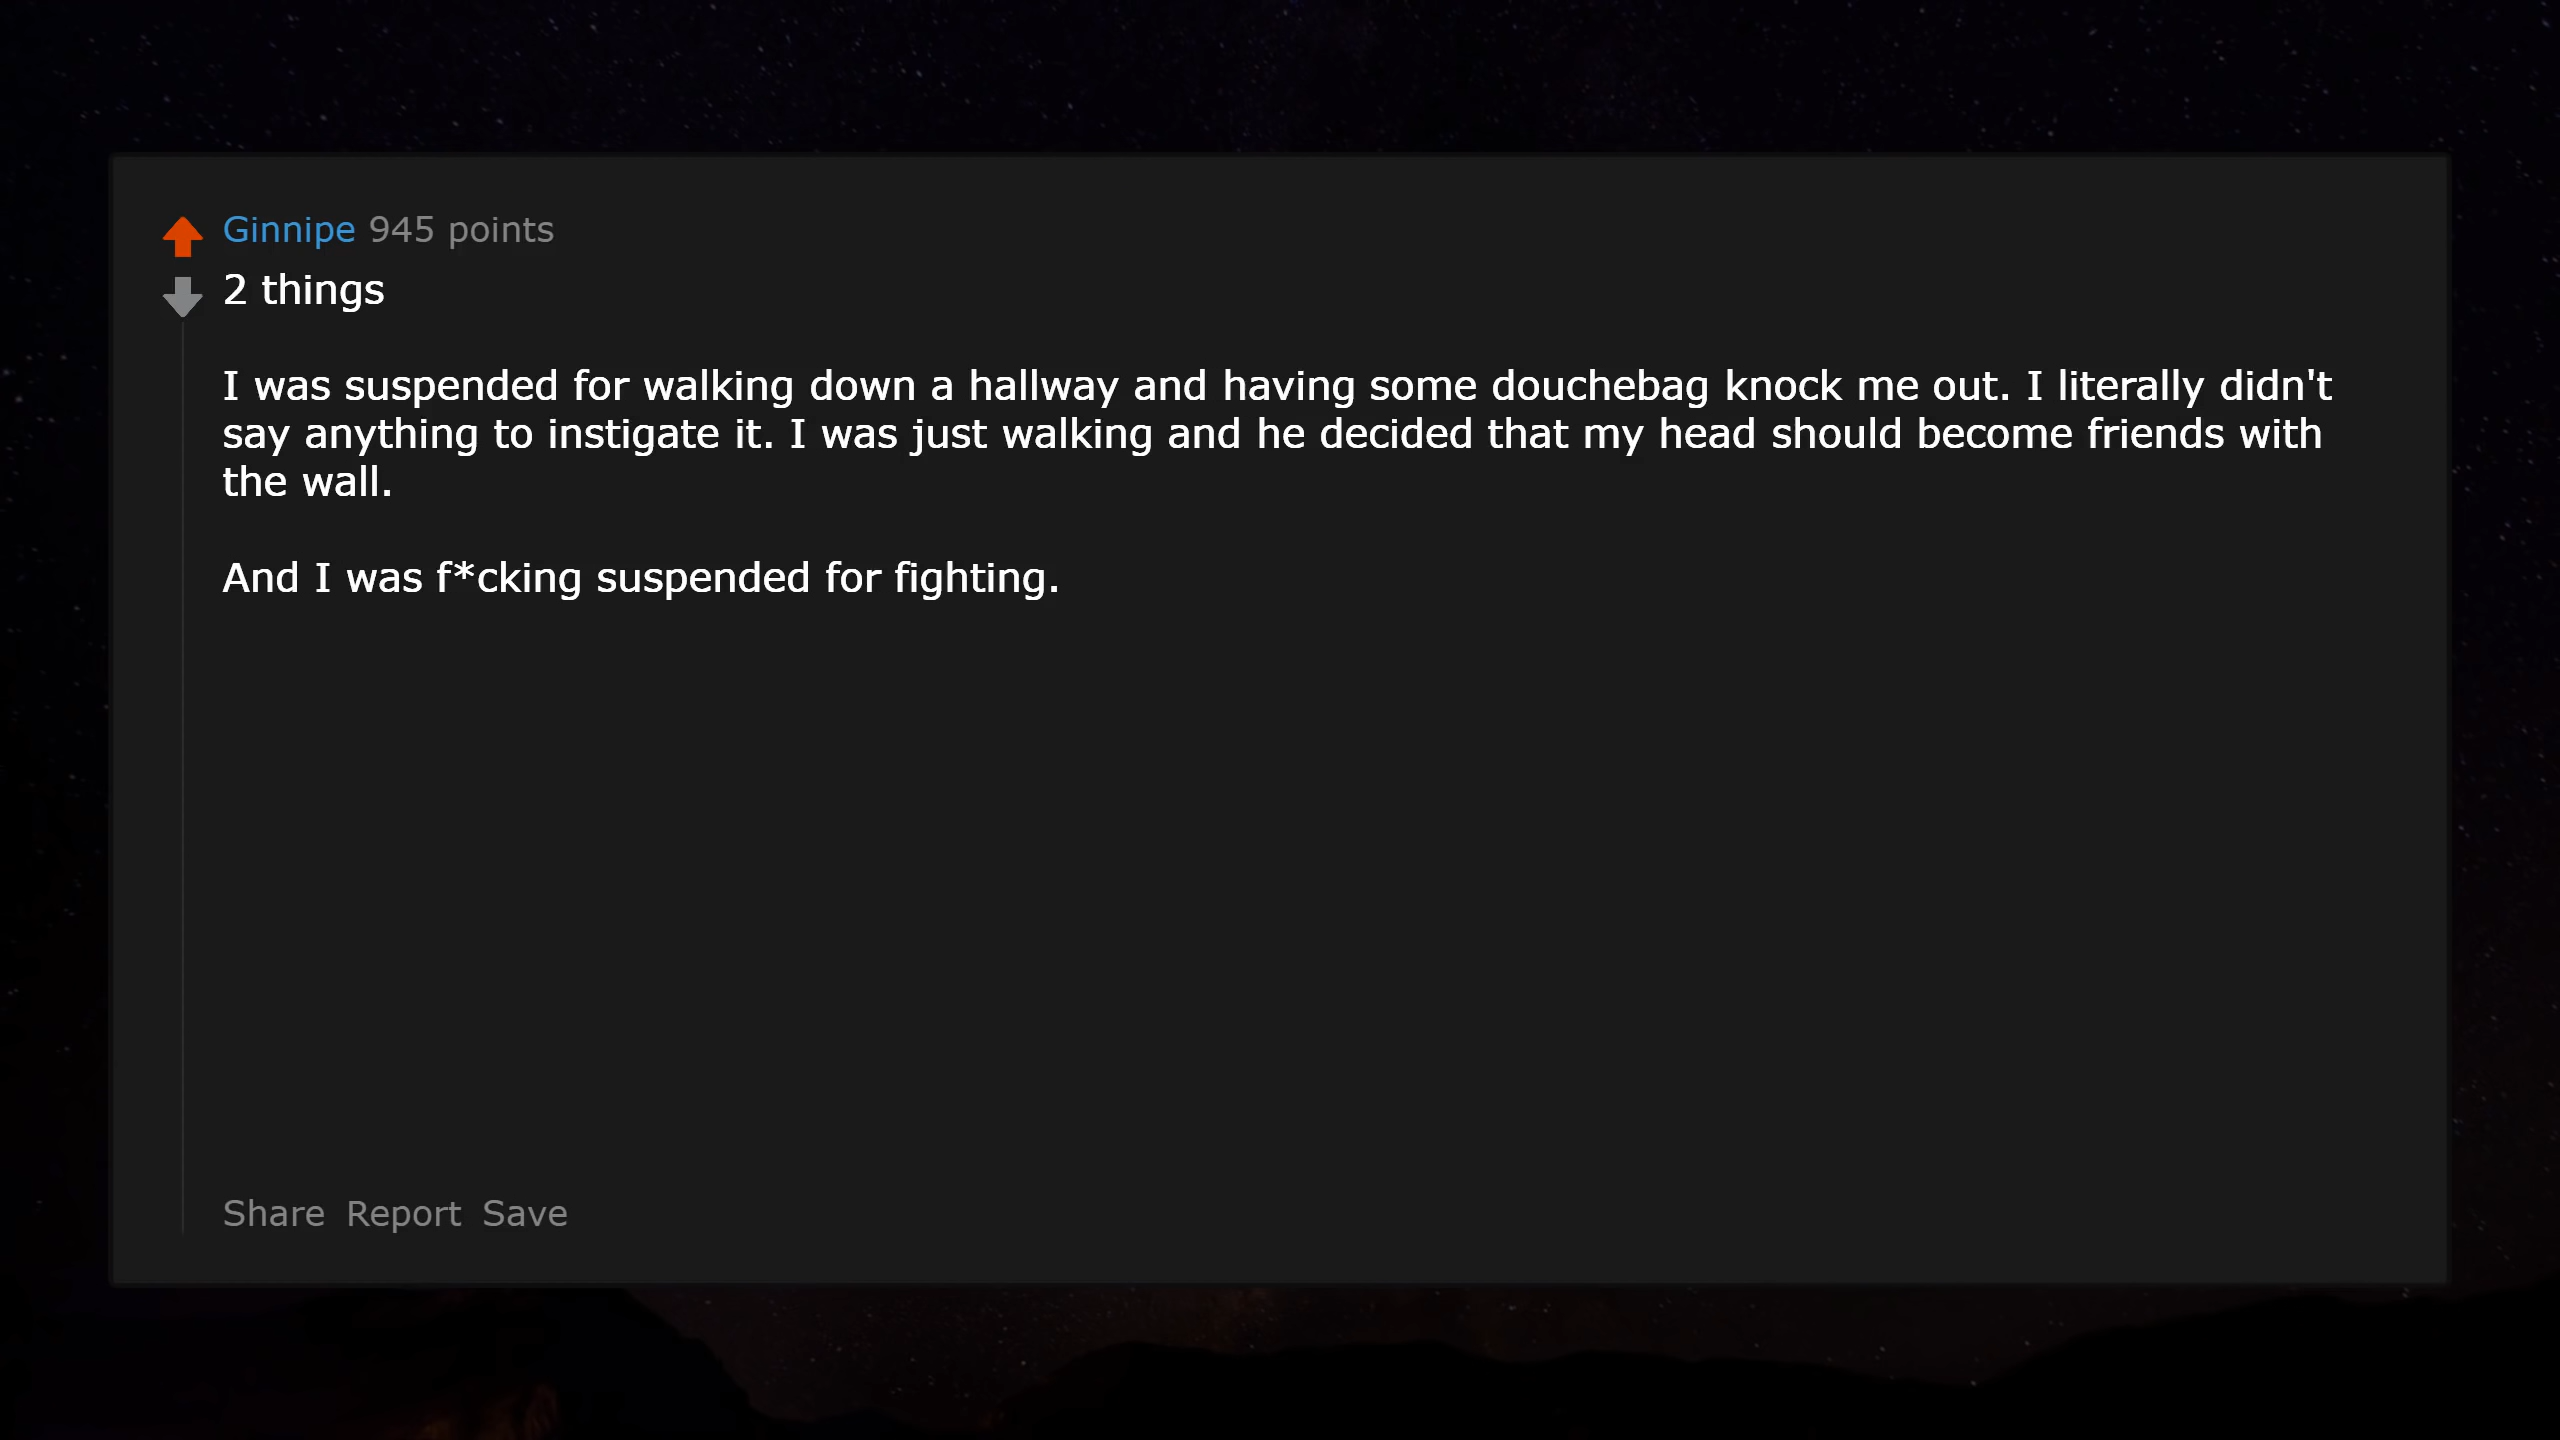 Ginnipe 945 points
2 things
I was suspended for walking down a hallway and having some douchebag knock me out. I literally didn't
say anything to instigate it. I was just walking and he decided that my head should become friends with
the wall.
And I was f*cking suspended for fighting.
Share Report Save